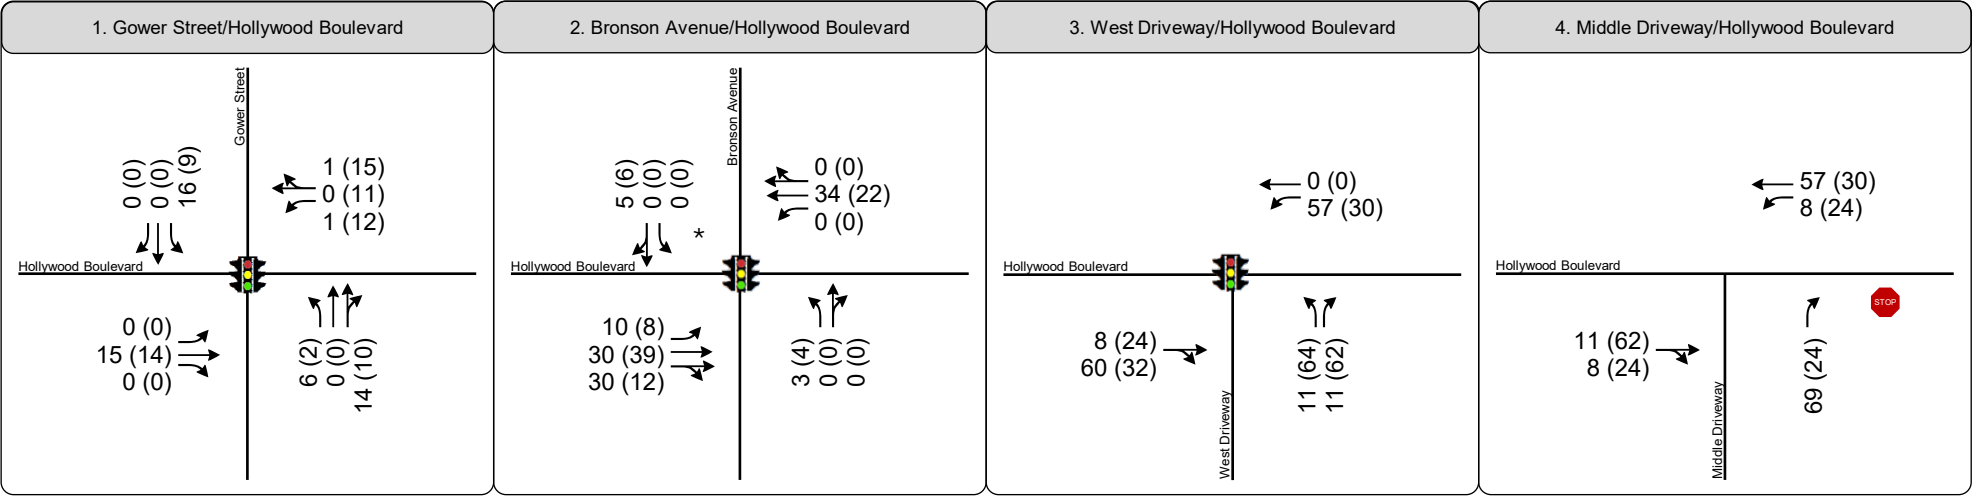 1. Gower Street/Hollywood Boulevard
Gower Street
0 (0)
0 (0)
16 (9)
1 (15)
0 (11)
1 (12)
Hollywood Boulevard
0 (0)
15 (14)
0 (0)
6 (2)
0 (0)
14 (10)
2. Bronson Avenue/Hollywood Boulevard
Bronson Avenue
5 (6)
0 (0)
0 (0)
*
0 (0)
34 (22)
0 (0)
Hollywood Boulevard
10 (8)
30 (39)
30 (12)
3 (4)
0 (0)
0 (0)
3. West Driveway/Hollywood Boulevard
0 (0)
57 (30)
Hollywood Boulevard
8 (24)
60 (32)
11 (64)
11 (62)
West Driveway
4. Middle Driveway/Hollywood Boulevard
57 (30)
8 (24)
Hollywood Boulevard
STOP
11 (62)
8 (24)
69 (24)
Middle Driveway